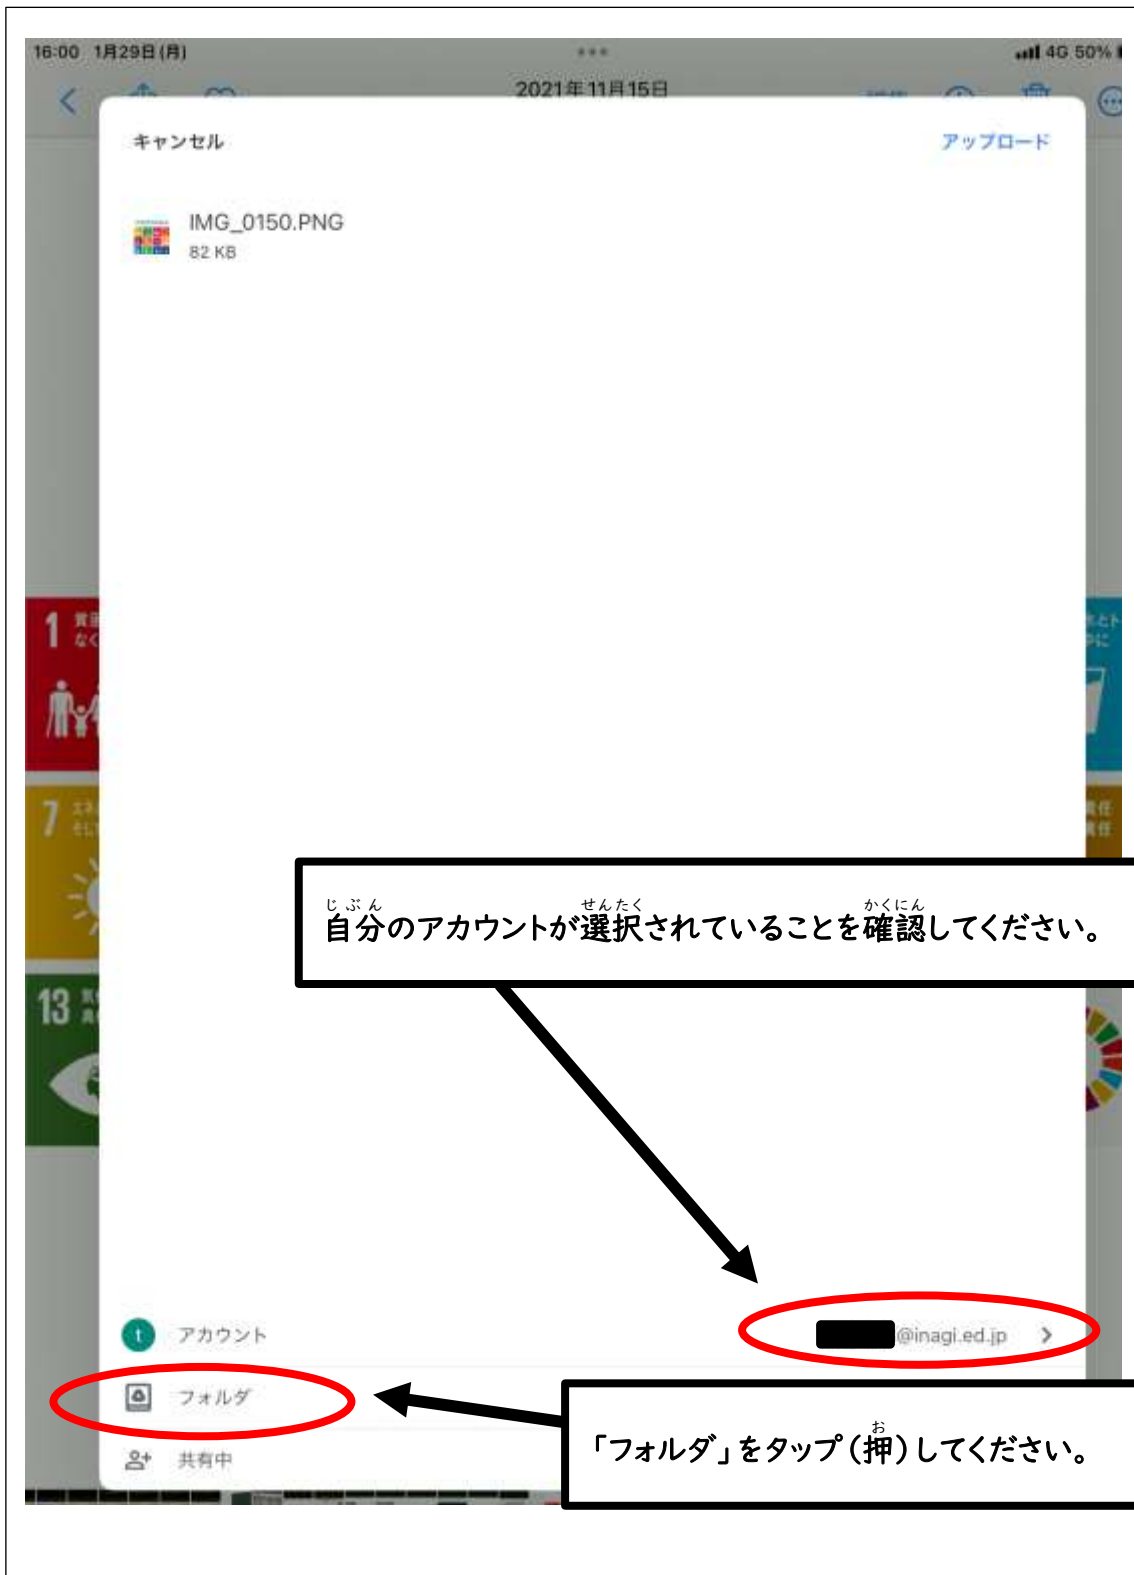 16:00 1月29日(月)
4G 50%
2021年11月15日
キャンセル
アップロード
IMG_0150.PNG
82 KB
1
7
13
じぶん せんたく かくにん
自分のアカウントが選択されていることを確認してください。
t アカウント
@inagi.ed.jp
フォルダ
お
「フォルダ」をタップ(押)してください。
共有中